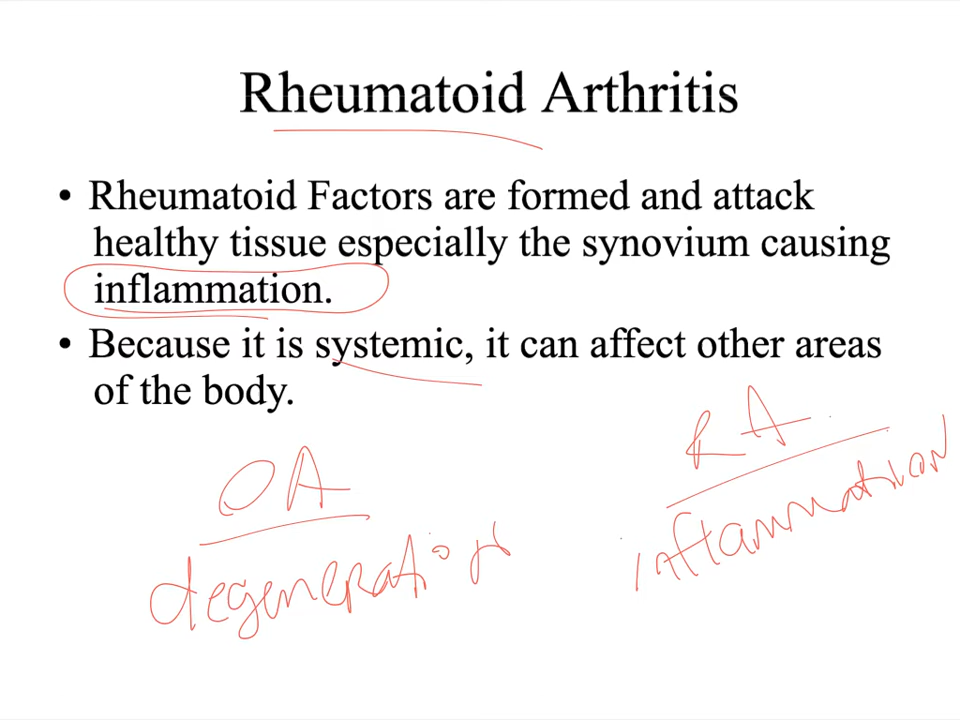 Rheumatoid Arthritis
• Rheumatoid Factors are formed and attack
healthy tissue especially the synovium causing
inflammation.
• Because it is systemic, it can affect other areas
of the body.
OA
degeneration
RA
inflammation